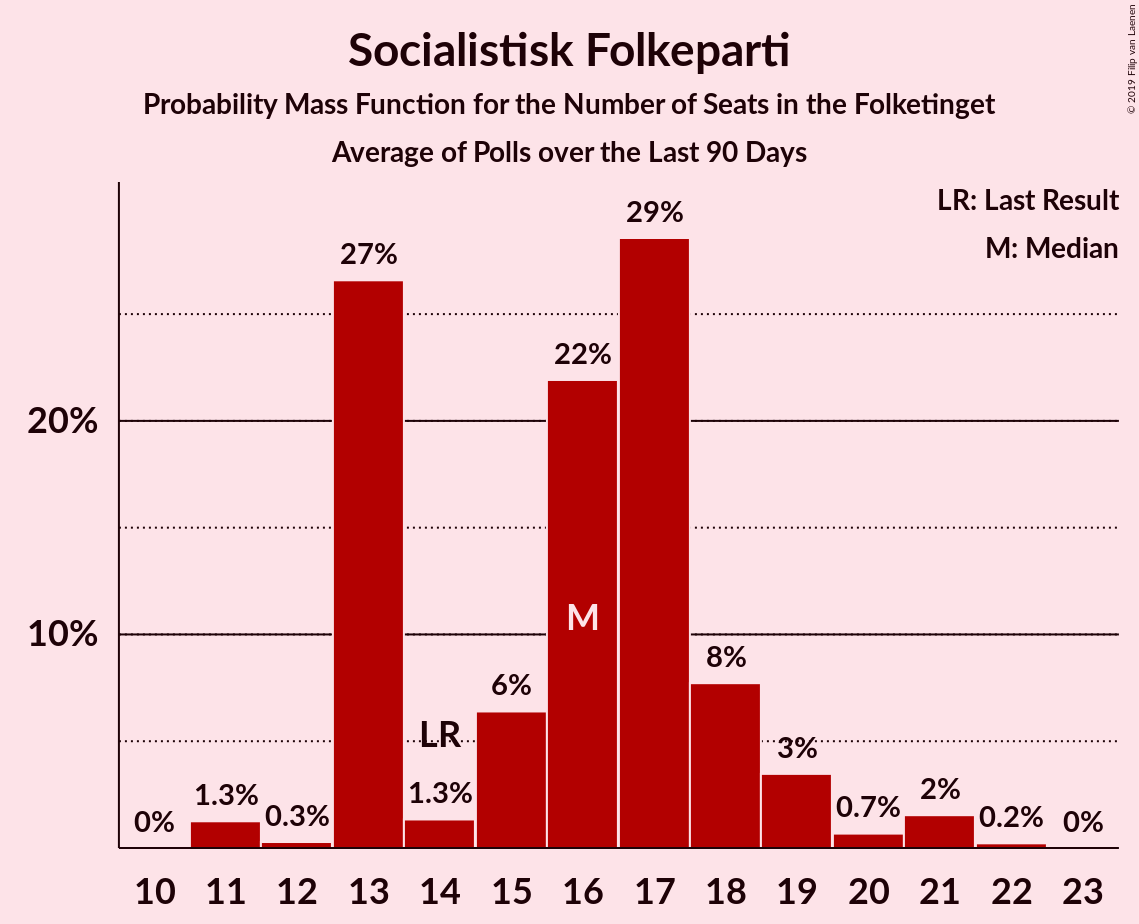 Socialistisk Folkeparti
Probability Mass Function for the Number of Seats in the Folketinget
Average of Polls over the Last 90 Days
© 2019 Filip van Laenen
LR: Last Result
M: Median
29%
27%
22%
20%
10%
M
8%
6%
LR
3%
1.3%
1.3%
2%
0%
0.3%
0.7%
0.2%
0%
10 11 12 13 14 15 16 17 18 19 20 21 22 23